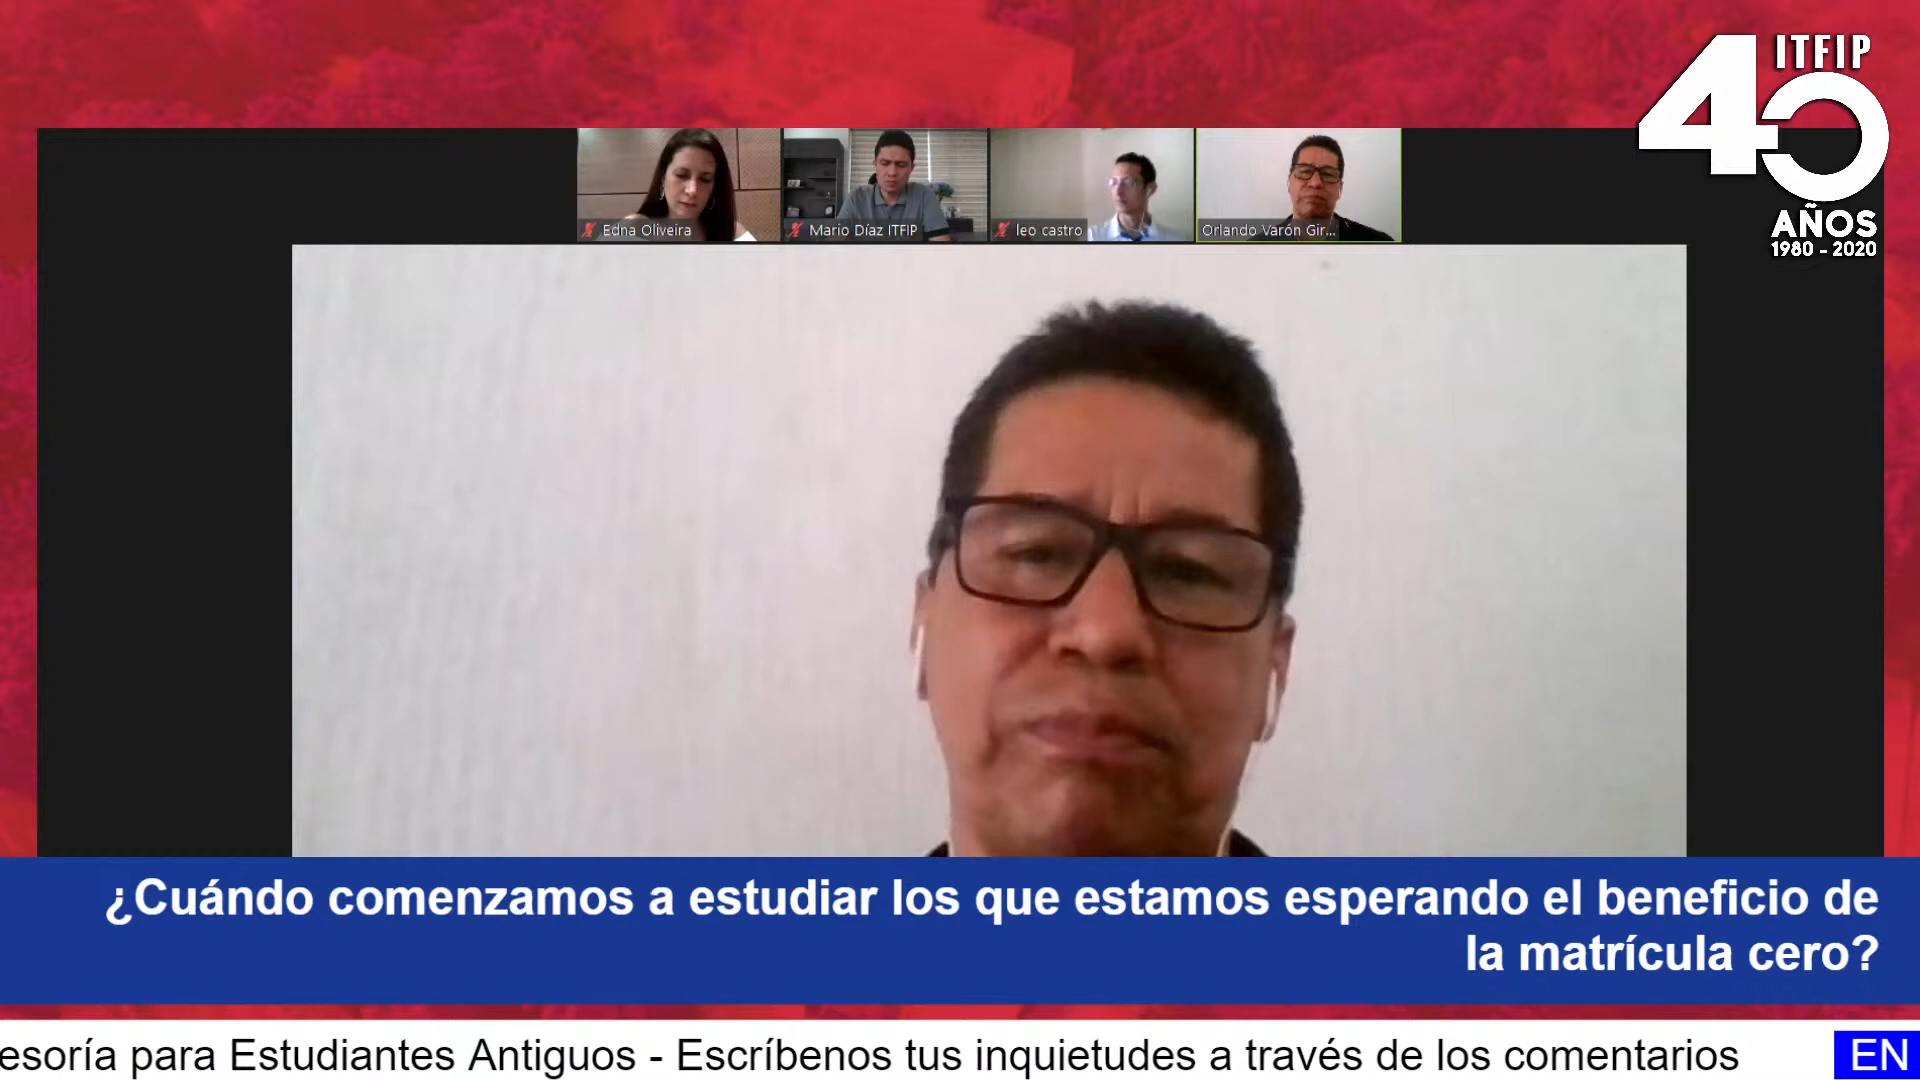 ITFIP
40
AÑOS
1980 - 2020
Edna Oliveira
Mario Díaz ITFIP
leo castro
Orlando Varón Gir...
¿Cuándo comenzamos a estudiar los que estamos esperando el beneficio de
la matrícula cero?
esoría para Estudiantes Antiguos - Escríbenos tus inquietudes a través de los comentarios
EN